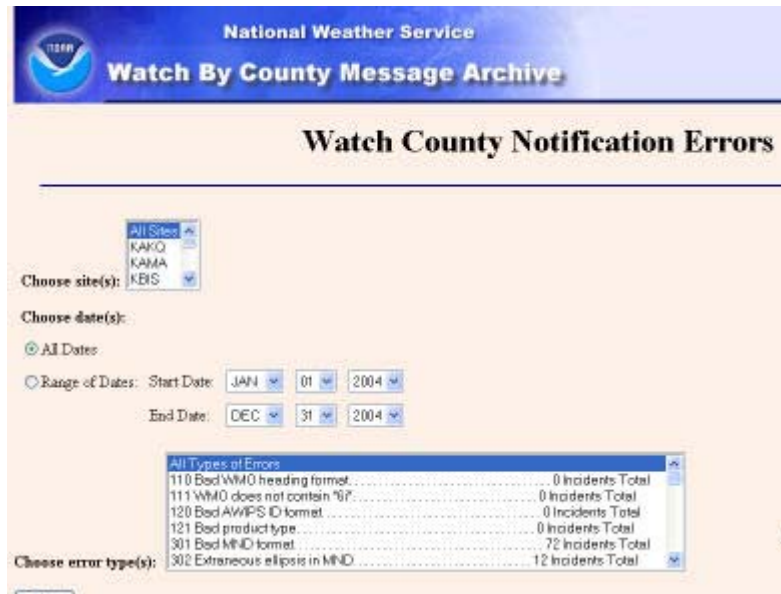 NOAA
National Weather Service
Watch By County Message Archive
Watch County Notification Errors
All Sites
KAKQ
KAMA
Choose site(s): KBIS
Choose date(s):
All Dates
Range of Dates: Start Date: JAN 01 2004
End Date: DEC 31 2004
All Types of Errors
110 Bad WMO heading format. 0 Incidents Total
111 WMO does not contain "6i". 0 Incidents Total
120 Bad AWIPS ID format. 0 Incidents Total
121 Bad product type. 0 Incidents Total
301 Bad MND format. 72 Incidents Total
Choose error type(s): 302 Extraneous ellipsis in MND. 12 Incidents Total